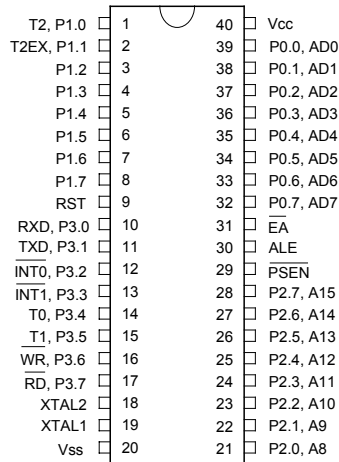 T2, P1.0 1 40 Vcc
T2EX, P1.1 2 39 P0.0, AD0
P1.2 3 38 P0.1, AD1
P1.3 4 37 P0.2, AD2
P1.4 5 36 P0.3, AD3
P1.5 6 35 P0.4, AD4
P1.6 7 34 P0.5, AD5
P1.7 8 33 P0.6, AD6
RST 9 32 P0.7, AD7
RXD, P3.0 10 31 E̅A̅
TXD, P3.1 11 30 ALE
I̅N̅T̅0̅, P3.2 12 29 P̅S̅E̅N̅
I̅N̅T̅1̅, P3.3 13 28 P2.7, A15
T0, P3.4 14 27 P2.6, A14
T1, P3.5 15 26 P2.5, A13
W̅R̅, P3.6 16 25 P2.4, A12
R̅D̅, P3.7 17 24 P2.3, A11
XTAL2 18 23 P2.2, A10
XTAL1 19 22 P2.1, A9
Vss 20 21 P2.0, A8